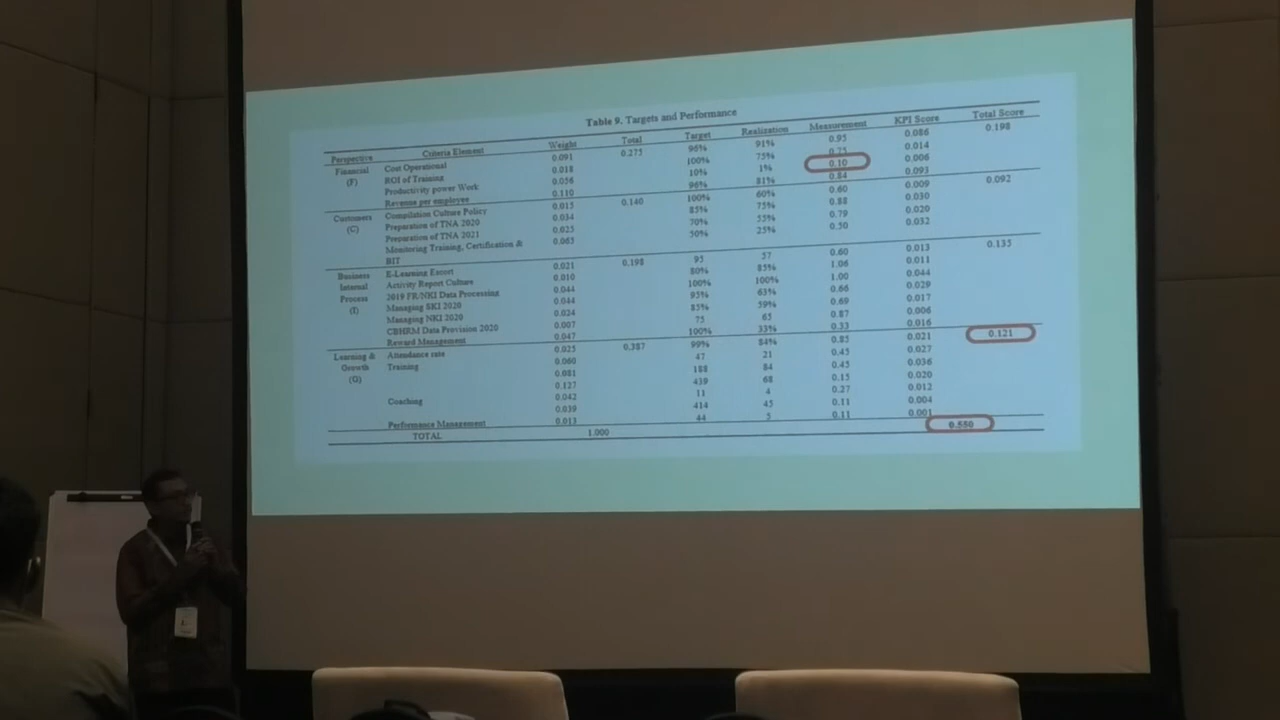 Table 9. Targets and Performance
Perspective Criteria Element Weight Total Target Realization Measurement KPI Score Total Score
Financial (F) Cost Operational 0.091 0.275 96% 91% 0.95 0.086 0.198
ROI of Training 0.018 100% 75% 0.75 0.014
Productivity power Work 0.056 10% 1% 0.10 0.006
Revenue per employee 0.110 96% 81% 0.84 0.093
Customers (C) Compilation Culture Policy 0.015 0.140 100% 60% 0.60 0.009 0.092
Preparation of TNA 2020 0.034 85% 75% 0.88 0.030
Preparation of TNA 2021 0.025 70% 55% 0.79 0.020
Monitoring Training, Certification & BIT 0.065 50% 25% 0.50 0.032
Business Internal Process (I) E-Learning Escort 0.021 0.198 95 57 0.60 0.013 0.135
Activity Report Culture 0.010 80% 85% 1.06 0.011
2019 FR/NKI Data Processing 0.044 100% 100% 1.00 0.044
Managing SKI 2020 0.044 95% 63% 0.66 0.029
Managing NKI 2020 0.024 85% 59% 0.69 0.017
CBHRM Data Provision 2020 0.007 75 65 0.87 0.006
Reward Management 0.047 100% 33% 0.33 0.016
Learning & Growth (G) Attendance rate 0.025 0.387 99% 84% 0.85 0.021 0.121
Training 0.060 47 21 0.45 0.027
0.081 188 84 0.45 0.036
0.127 439 68 0.15 0.020
Coaching 0.042 11 4 0.27 0.012
0.039 414 45 0.11 0.004
Performance Management 0.013 44 5 0.11 0.001
TOTAL 1.000 0.550